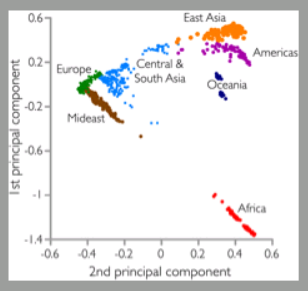 0.6
0.2
-0.2
-0.6
-1
-1.4
1st principal component
East Asia
Central &
South Asia
Americas
Europe
Oceania
Mideast
Africa
-0.6 -0.4 -0.2 0 0.2 0.4 0.6
2nd principal component